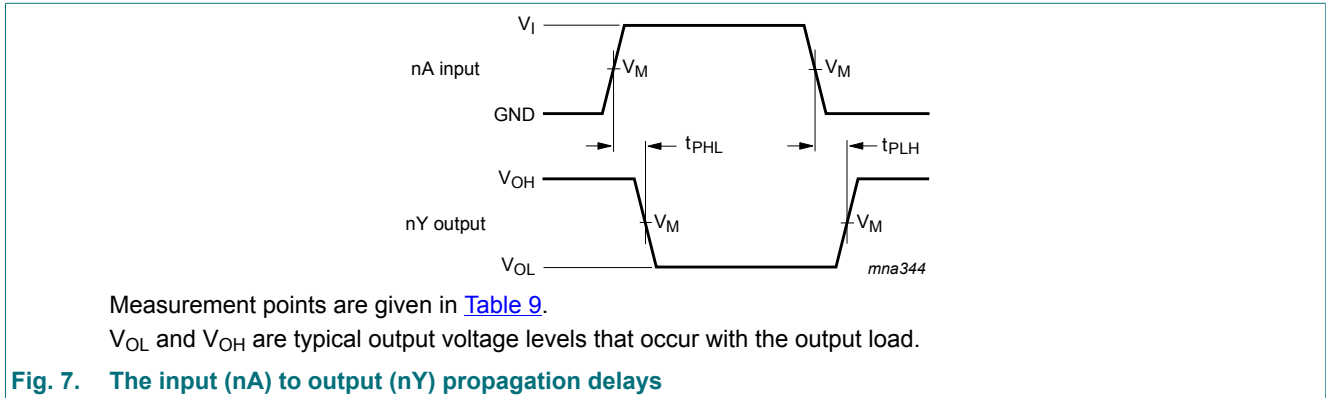 V_I
nA input
V_M
V_M
GND
t_PHL
t_PLH
V_OH
nY output
V_M
V_M
V_OL
mna344
Measurement points are given in Table 9.
V_OL and V_OH are typical output voltage levels that occur with the output load.
Fig. 7. The input (nA) to output (nY) propagation delays